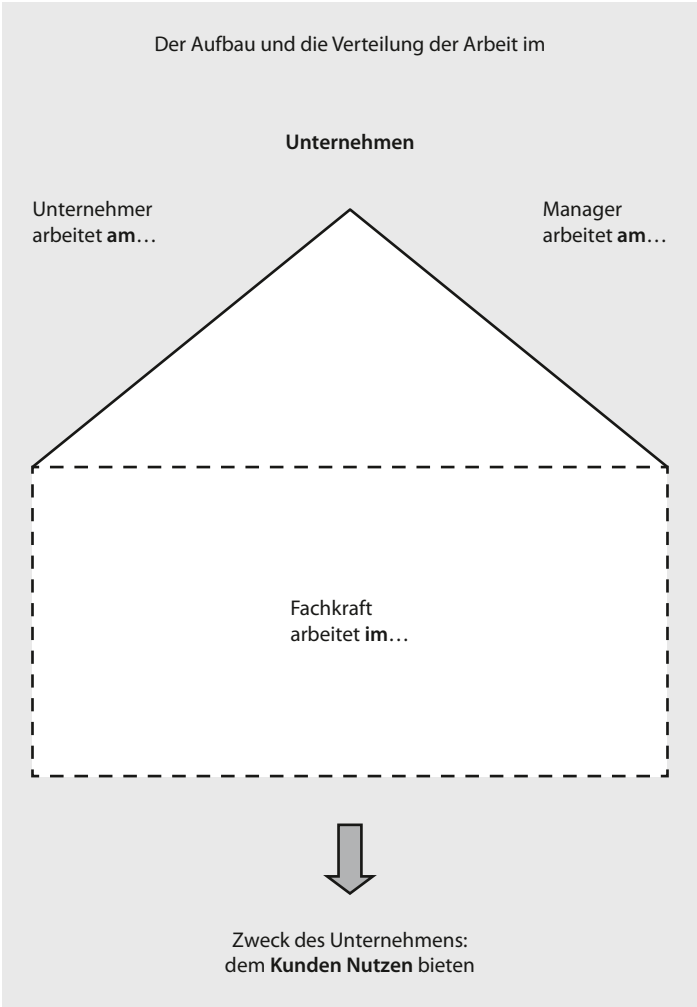 Der Aufbau und die Verteilung der Arbeit im
Unternehmen
Unternehmer
arbeitet am…
Manager
arbeitet am…
Fachkraft
arbeitet im…
Zweck des Unternehmens:
dem Kunden Nutzen bieten